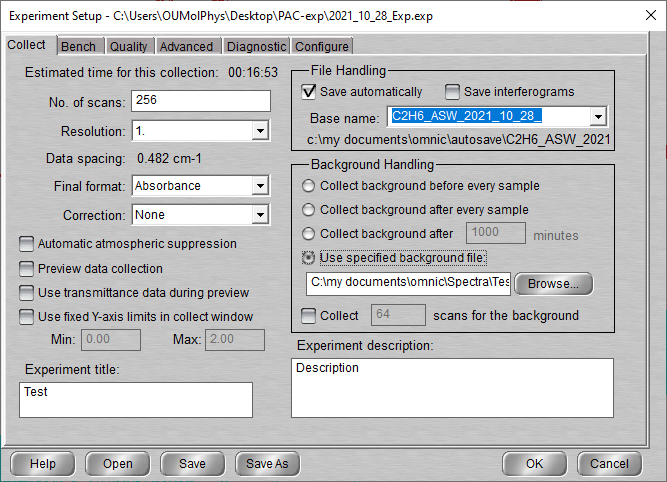 Experiment Setup - C:\Users\OUMolPhys\Desktop\PAC-exp\2021_10_28_Exp.exp
Collect Bench Quality Advanced Diagnostic Configure
Estimated time for this collection: 00:16:53
No. of scans: 256
Resolution: 1.
Data spacing: 0.482 cm-1
Final format: Absorbance
Correction: None
Automatic atmospheric suppression
Preview data collection
Use transmittance data during preview
Use fixed Y-axis limits in collect window
Min: 0.00 Max: 2.00
Experiment title:
Test
File Handling
Save automatically Save interferograms
Base name: C2H6_ASW_2021_10_28_
c:\my documents\omnic\autosave\C2H6_ASW_2021
Background Handling
Collect background before every sample
Collect background after every sample
Collect background after 1000 minutes
Use specified background file:
C:\my documents\omnic\Spectra\Tes Browse...
Collect 64 scans for the background
Experiment description:
Description
Help Open Save Save As OK Cancel